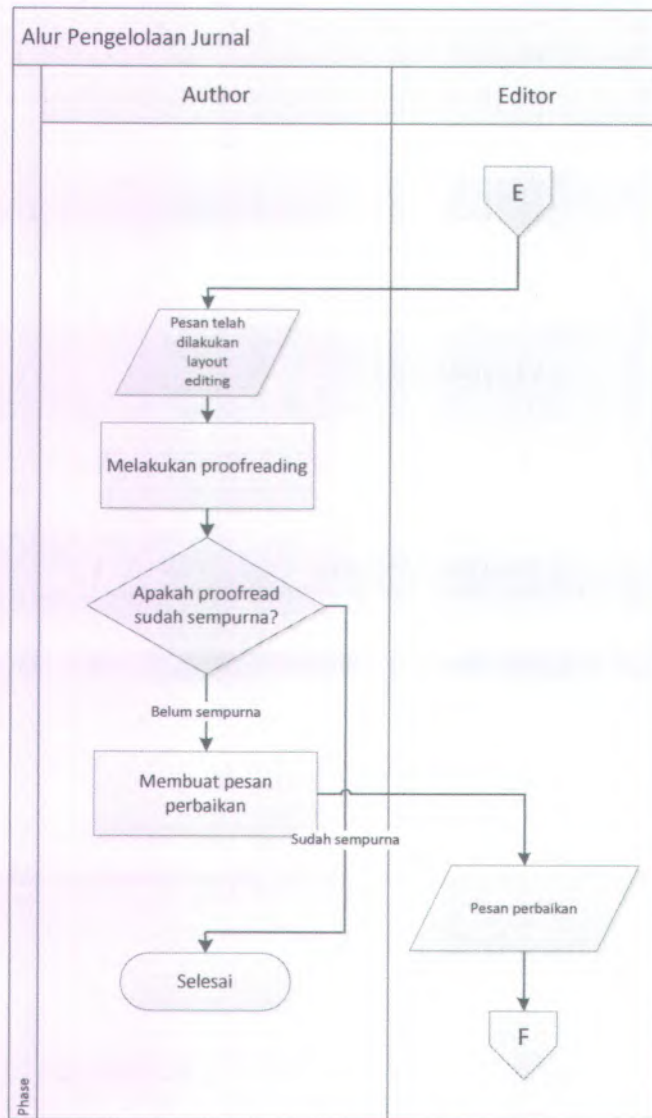 Alur Pengelolaan Jurnal
Author
Editor
E
Pesan telah
dilakukan
layout
editing
Melakukan proofreading
Apakah proofread
sudah sempurna?
Belum sempurna
Membuat pesan
perbaikan
Sudah sempurna
Pesan perbaikan
Selesai
F
Phase